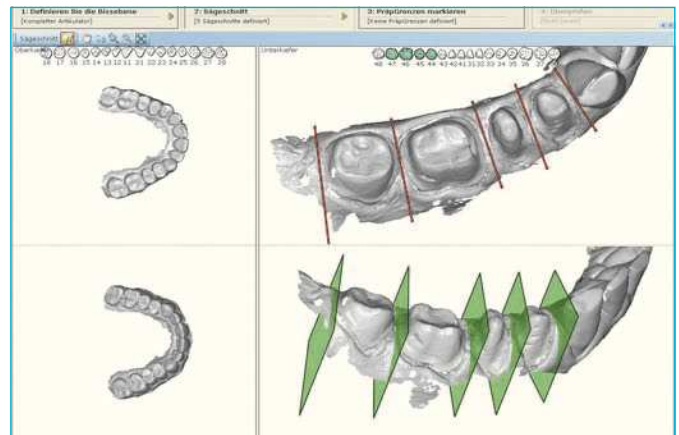 1: Definieren Sie die Bissebene
[Kompletter Artikulator]
2: Sägeschnitt
[5 Sägeschnitte definiert]
3: Präpgrenzen markieren
[Keine Präpgrenzen definiert]
4: Überprüfen
Sägeschnitt
Oberkiefer
18 17 16 15 14 13 12 11 21 22 23 24 25 26 27 28
Unterkiefer
48 47 46 45 44 43 42 41 31 32 33 34 35 36 37